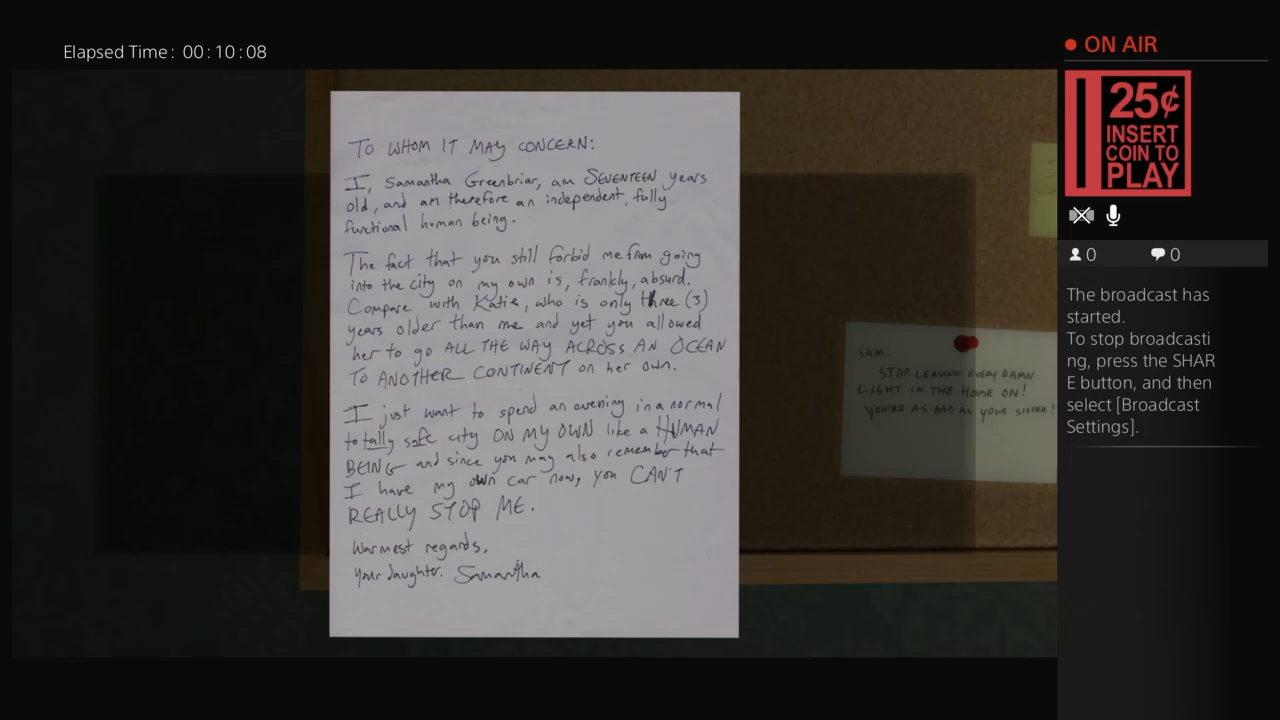 Elapsed Time: 00:10:08
ON AIR
25¢
INSERT
COIN TO
PLAY
0 0
The broadcast has
started.
To stop broadcasti
ng, press the SHAR
E button, and then
select [Broadcast
Settings].
TO WHOM IT MAY CONCERN:
I, Samantha Greenbriar, am SEVENTEEN years
old, and am therefore an independent, fully
functional human being.
The fact that you still forbid me from going
into the city on my own is, frankly, absurd.
Compare with Katie, who is only three (3)
years older than me and yet you allowed
her to go ALL THE WAY ACROSS AN OCEAN
TO ANOTHER CONTINENT on her own.
I just want to spend an evening in a normal
totally safe city ON MY OWN like a HUMAN
BEING and since you may also remember that
I have my own car now, you CAN'T
REALLY STOP ME.
Warmest regards,
Your daughter, Samantha
SAM:
STOP LEAVING EVERY DAMN
LIGHT IN THE HOUSE ON!
YOU'RE AS BAD AS YOUR SISTER!